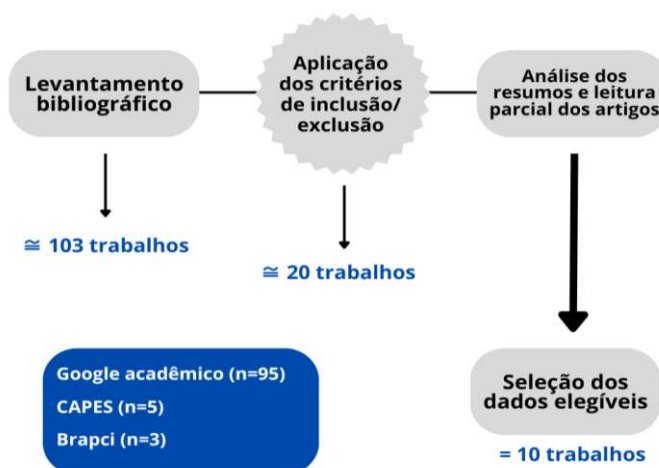 Levantamento
bibliográfico
Aplicação
dos critérios
de inclusão/
exclusão
Análise dos
resumos e leitura
parcial dos artigos
≅ 103 trabalhos
≅ 20 trabalhos
Google acadêmico (n=95)
CAPES (n=5)
Brapci (n=3)
Seleção dos
dados elegíveis
= 10 trabalhos